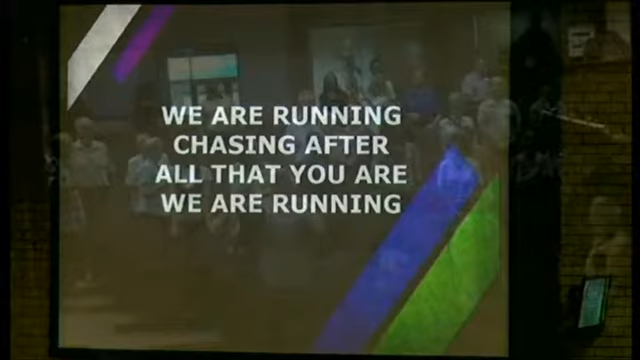 WE ARE RUNNING
CHASING AFTER
ALL THAT YOU ARE
WE ARE RUNNING